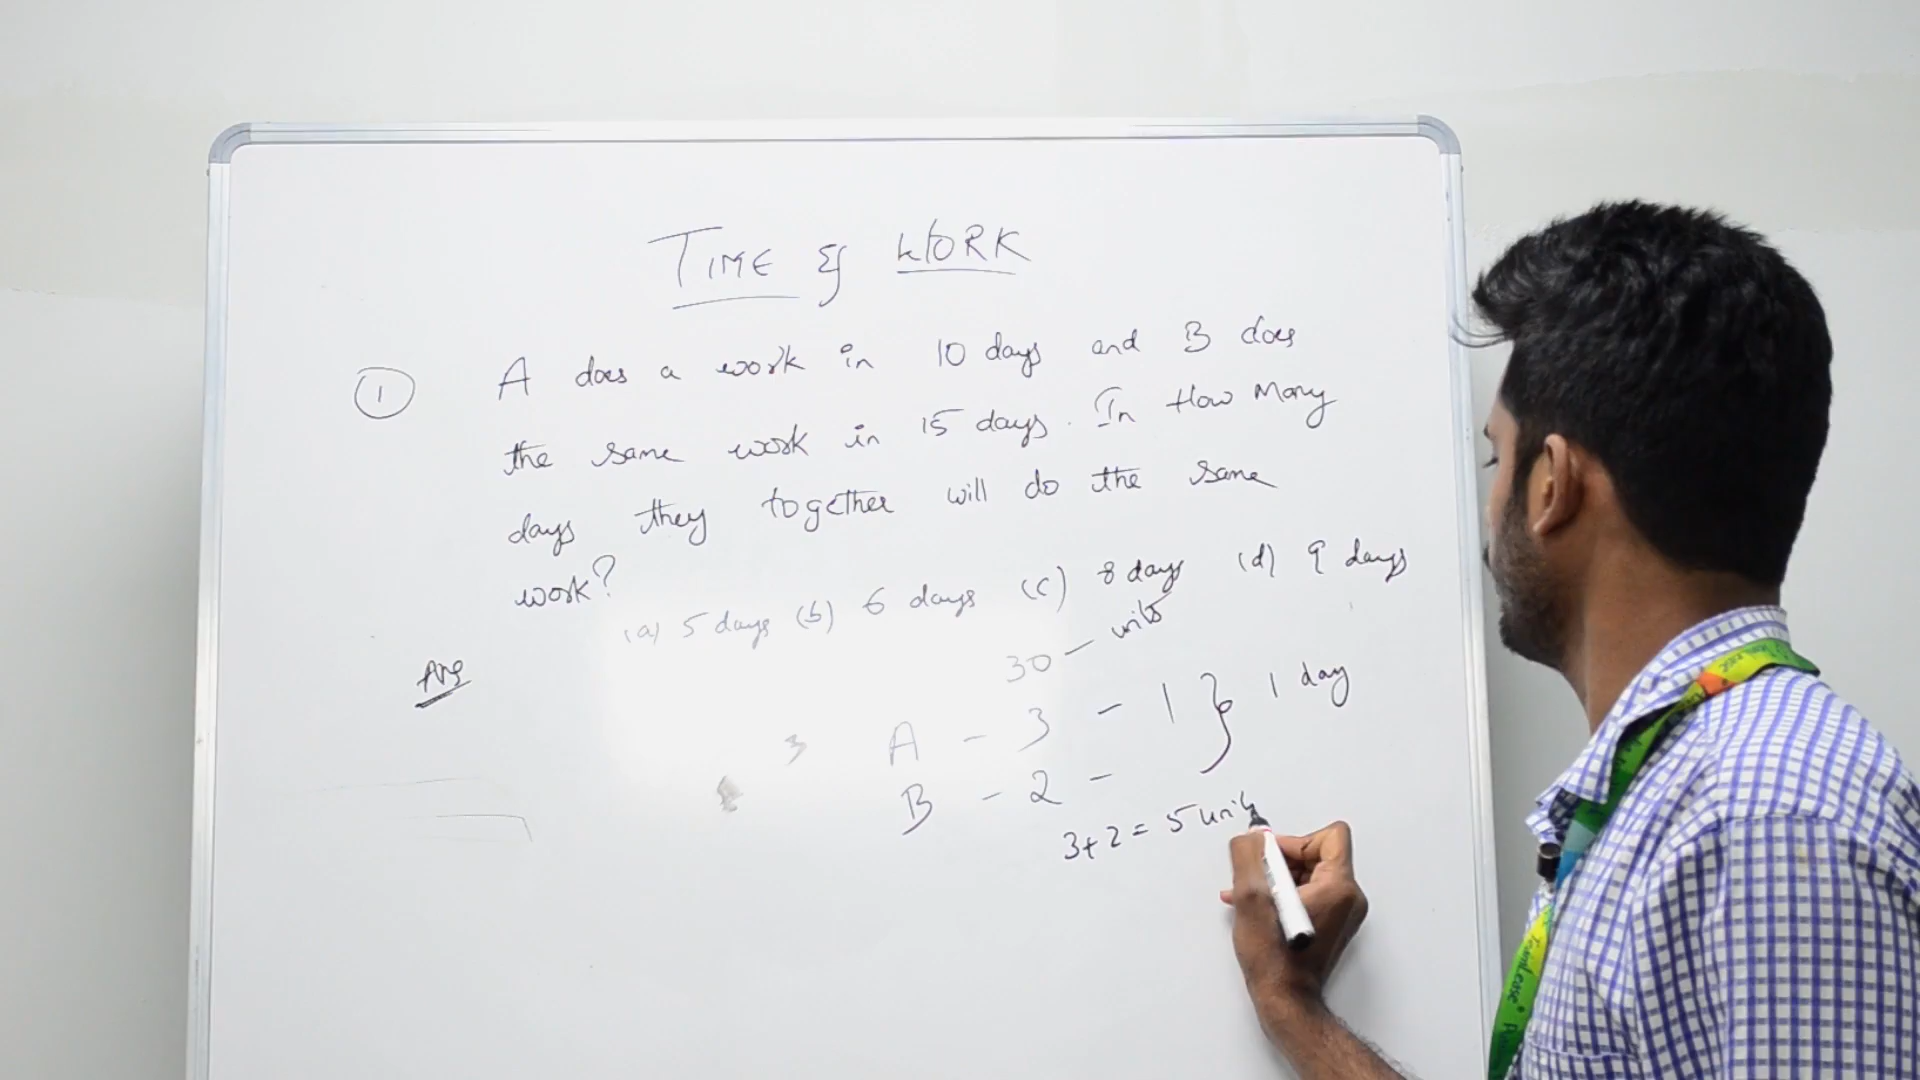 TIME & WORK
1 A does a work in 10 days and B does
the same work in 15 days. In How Many
days they together will do the same
work?
(a) 5 days (b) 6 days (c) 8 days (d) 9 days
Ans
30 - units
3 A - 3 - 1 } 1 day
B - 2 -
3+2 = 5 unit
TeamLease